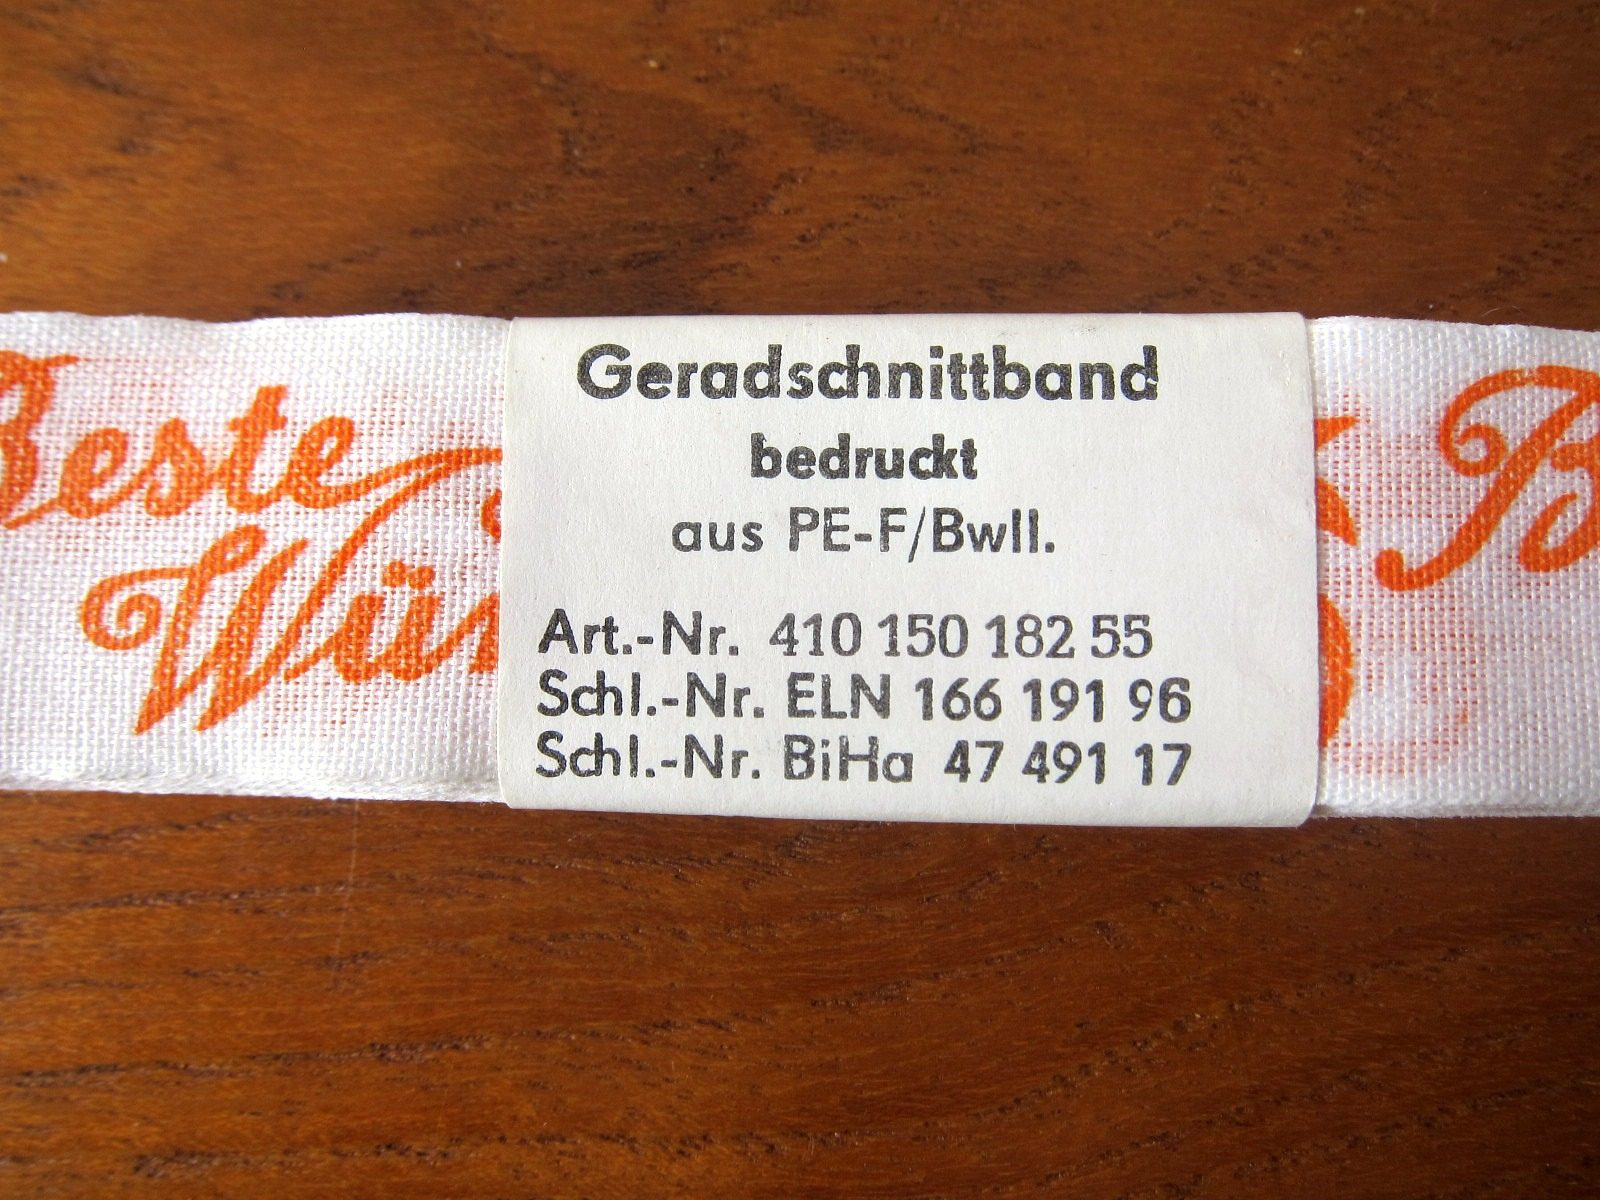 Geradschnittband
bedruckt
aus PE-F/Bwll.
Art.-Nr. 410 150 182 55
Schl.-Nr. ELN 166 191 96
Schl.-Nr. BiHa 47 491 17
Beste